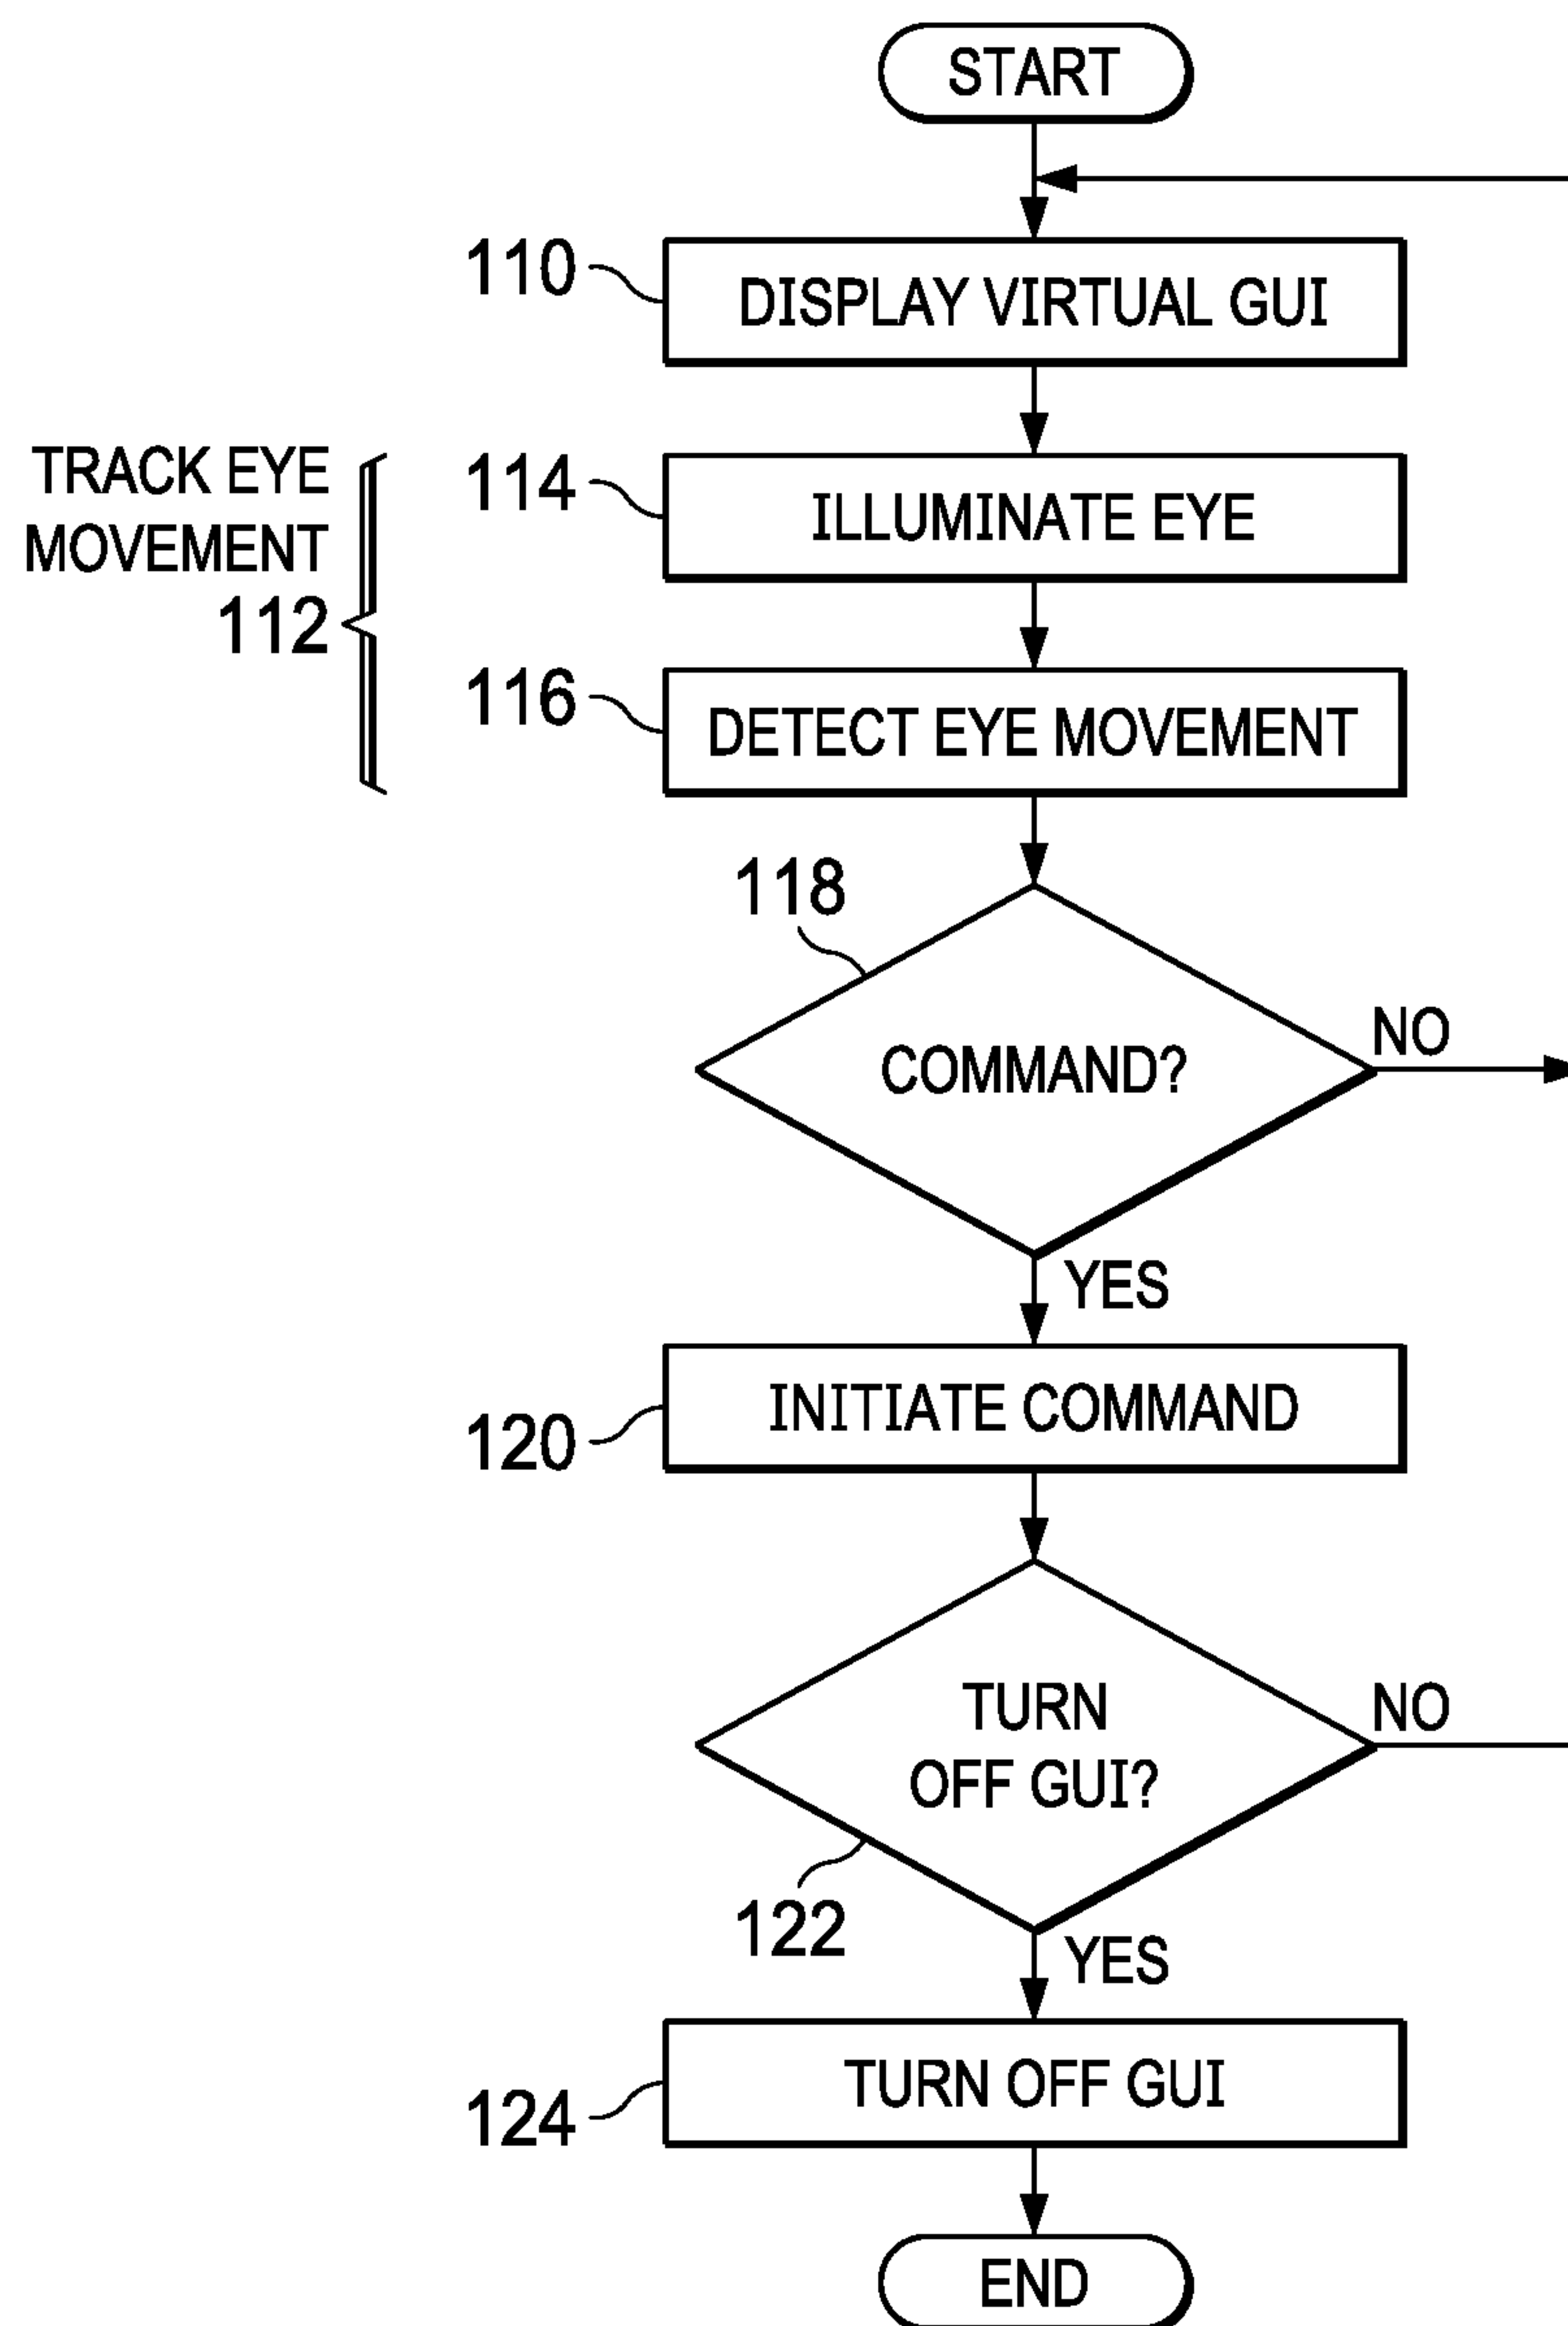 START
110
DISPLAY VIRTUAL GUI
TRACK EYE
MOVEMENT
112
114
ILLUMINATE EYE
116
DETECT EYE MOVEMENT
118
COMMAND?
NO
YES
120
INITIATE COMMAND
TURN
OFF GUI?
NO
122
YES
124
TURN OFF GUI
END